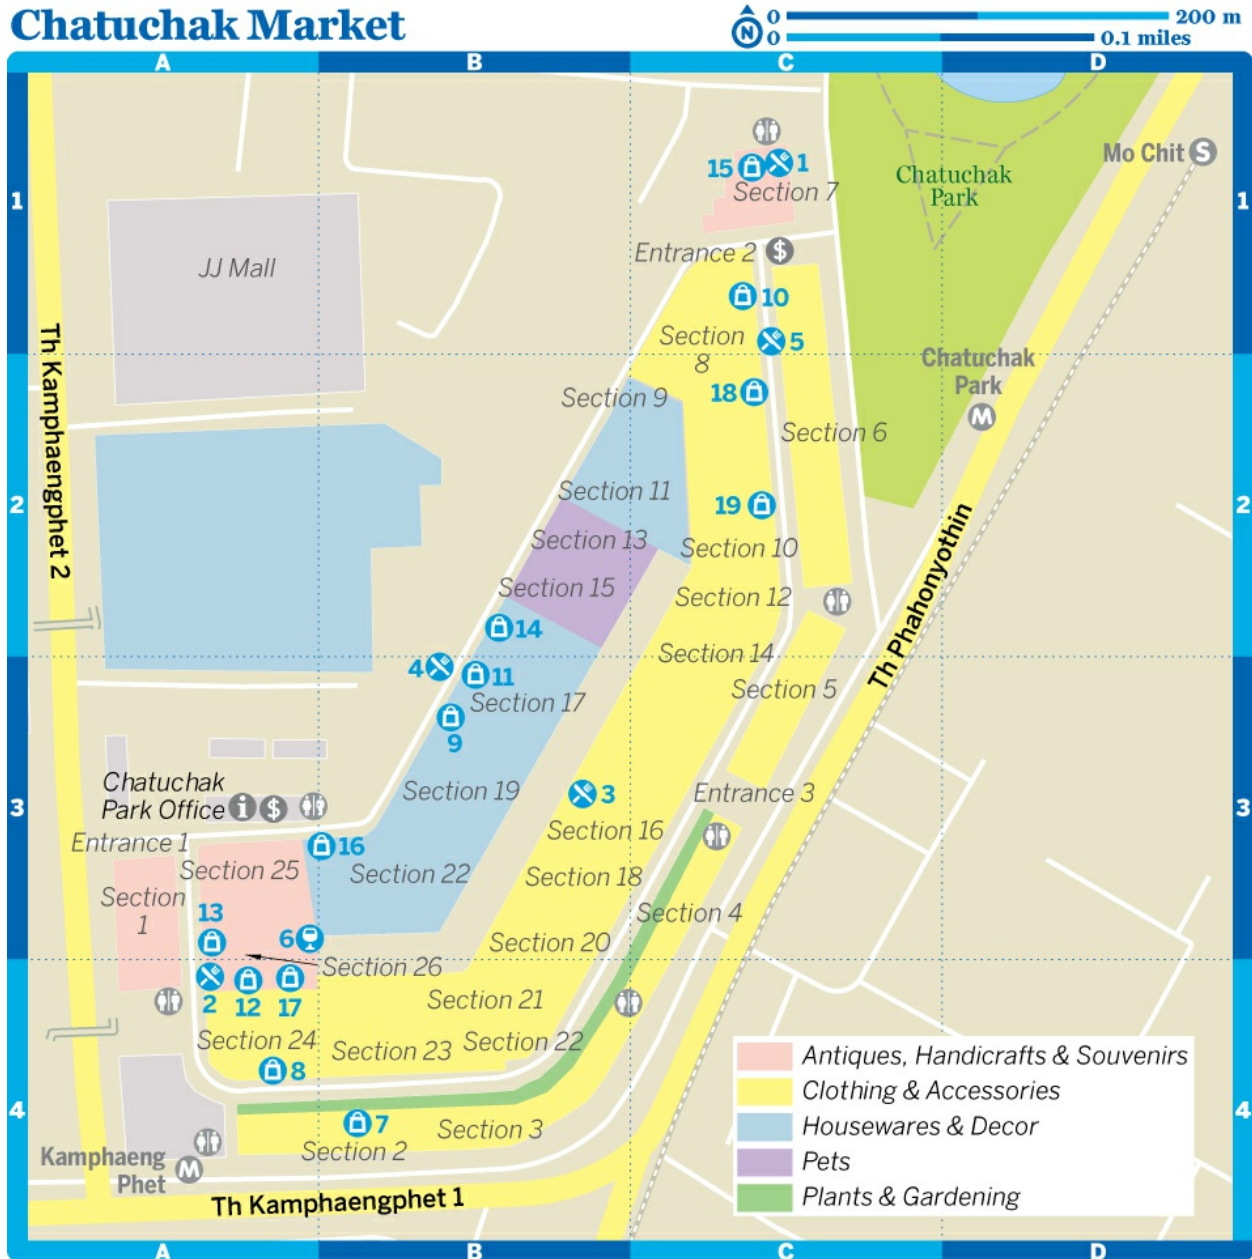 Chatuchak Market
N
0 200 m
0 0.1 miles
A B C D
1 1
Mo Chit S
15 1
Section 7
Chatuchak
Park
Entrance 2 $
JJ Mall
10
Section
8
5
Th Kamphaengphet 2
Chatuchak
Park
M
Section 9
18
Section 6
2 2
Section 11
19
Section 13
Section 10
Section 15
Section 12
14
Section 14
Th Phahonyothin
4
11
Section 17
Section 5
9
Chatuchak
Park Office i $
Section 19
3
Entrance 3
3 3
Entrance 1
16
Section 16
Section 25
Section 22
Section 18
Section
1
13
6
Section 4
Section 20
Section 26
2
12
17
Section 21
Section 24
Section 23
Section 22
8
4 4
7
Section 3
Section 2
Kamphaeng
Phet
M
Th Kamphaengphet 1
Antiques, Handicrafts & Souvenirs
Clothing & Accessories
Housewares & Decor
Pets
Plants & Gardening
A B C D